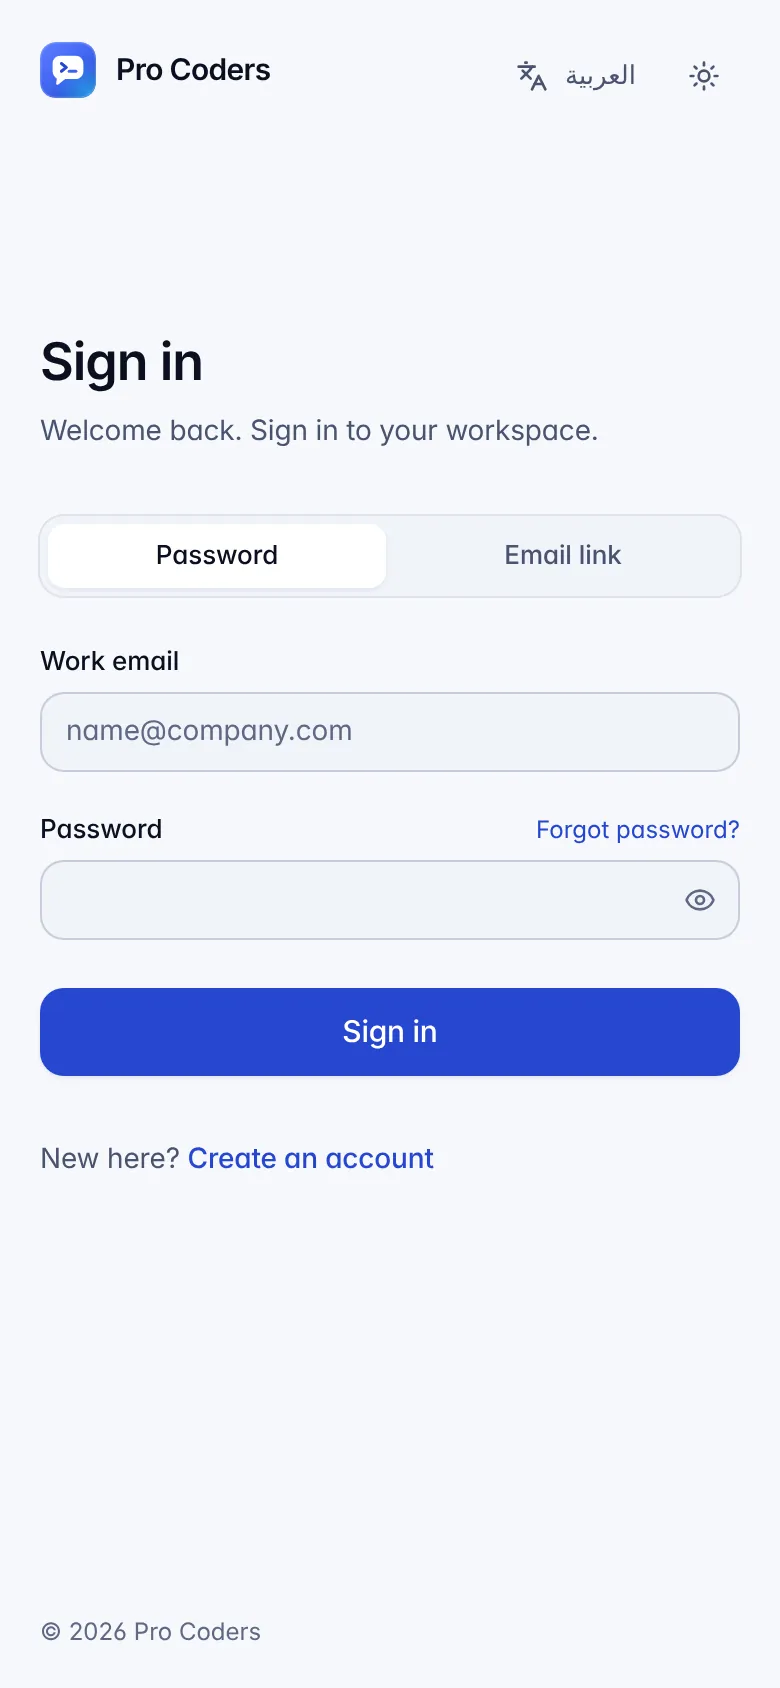 Pro Coders
العربية
Sign in
Welcome back. Sign in to your workspace.
Password
Email link
Work email
name@company.com
Password
Forgot password?
Sign in
New here? Create an account
© 2026 Pro Coders